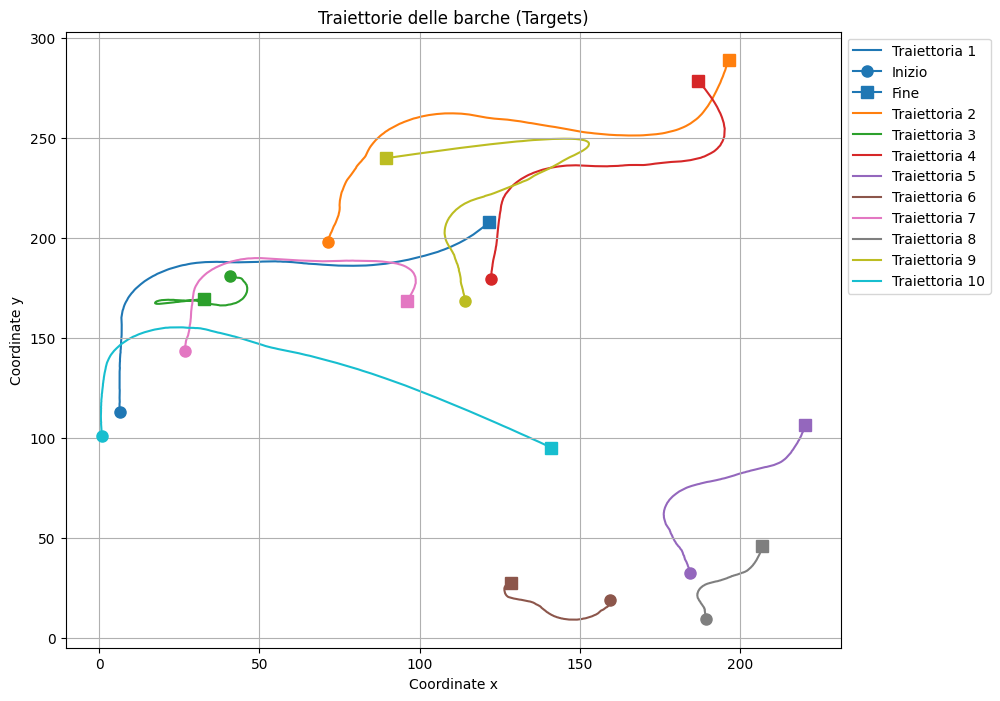 Traiettorie delle barche (Targets)
300
250
200
150
100
50
0
Coordinate y
0
50
100
150
200
Coordinate x
Traiettoria 1
Inizio
Fine
Traiettoria 2
Traiettoria 3
Traiettoria 4
Traiettoria 5
Traiettoria 6
Traiettoria 7
Traiettoria 8
Traiettoria 9
Traiettoria 10